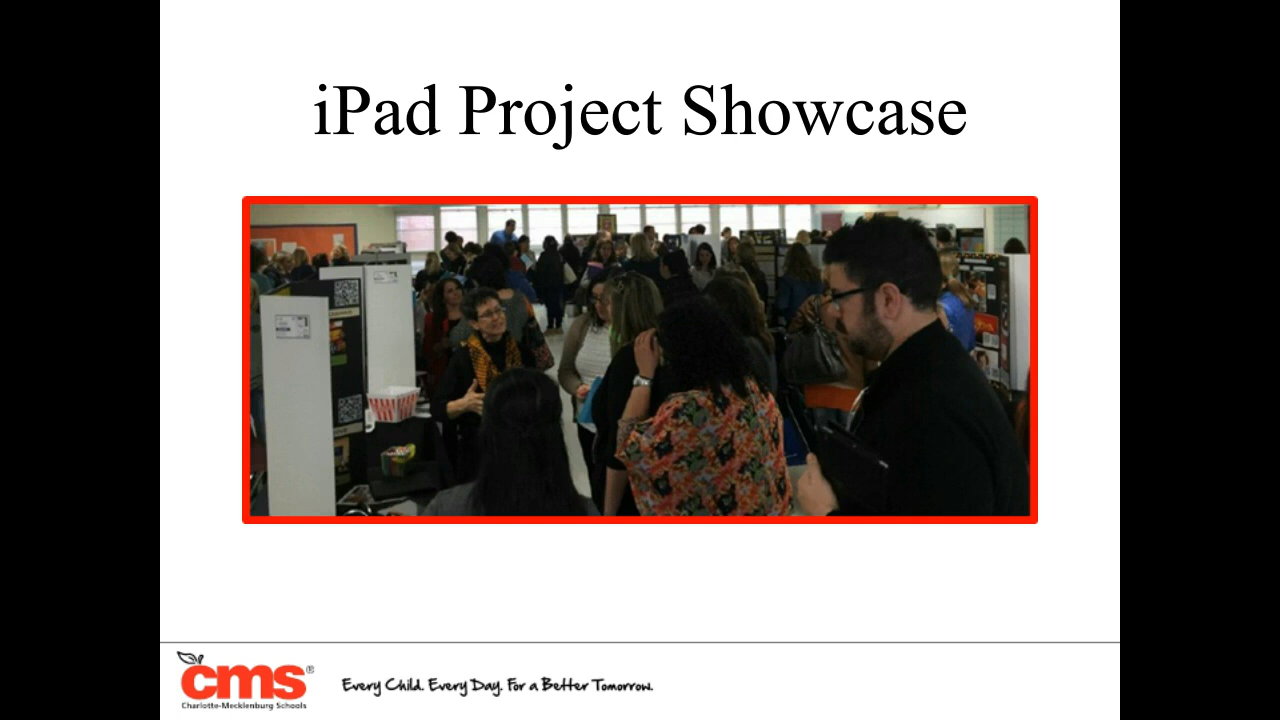 iPad Project Showcase
cms®
Charlotte-Mecklenburg Schools
Every Child. Every Day. For a Better Tomorrow.